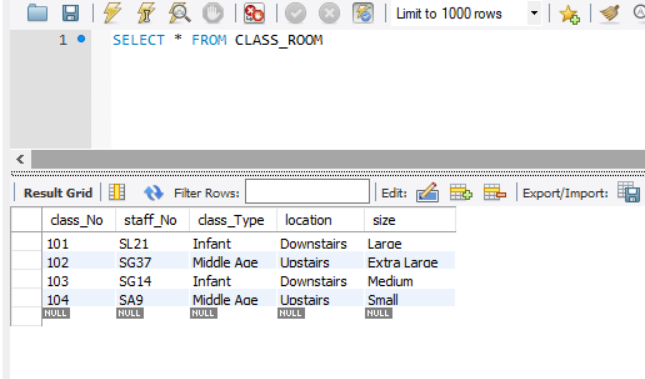 Limit to 1000 rows
1 SELECT * FROM CLASS_ROOM
Result Grid Filter Rows: Edit: Export/Import:
class_No staff_No class_Type location size
101 SL21 Infant Downstairs Large
102 SG37 Middle Age Upstairs Extra Large
103 SG14 Infant Downstairs Medium
104 SA9 Middle Age Upstairs Small
NULL NULL NULL NULL NULL